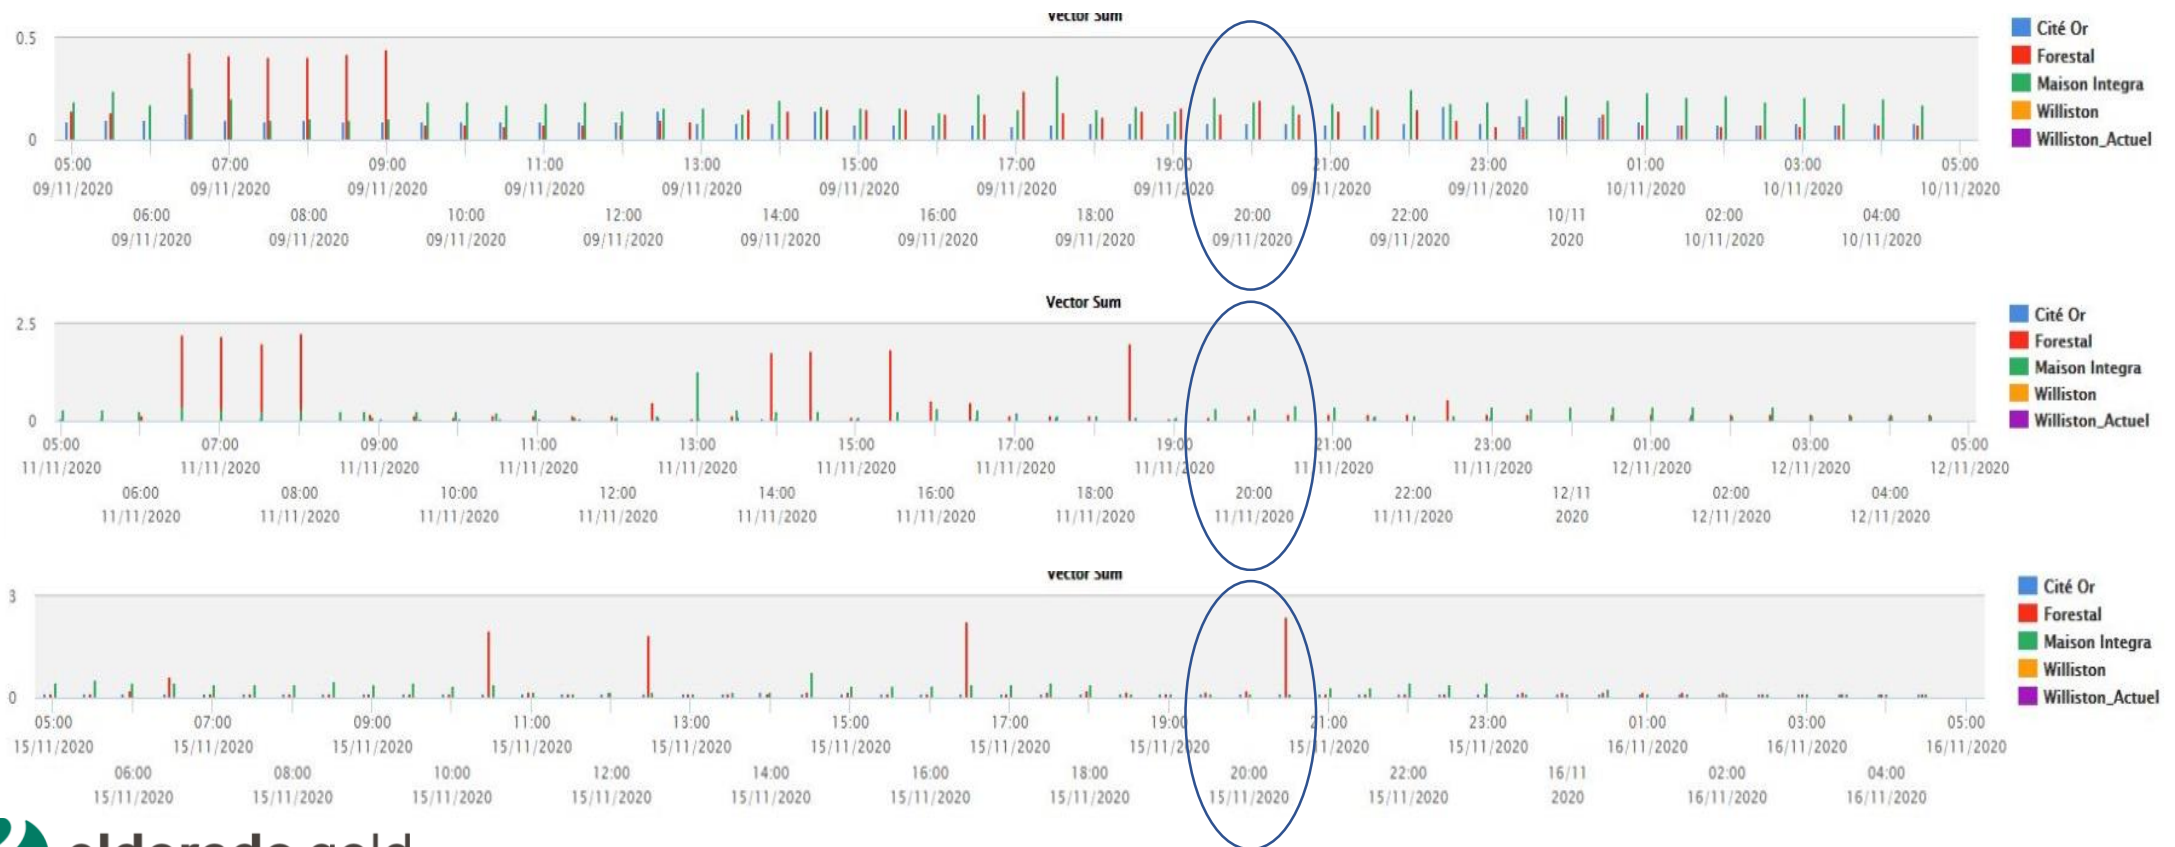 Vector Sum
0.5
0
05:00 07:00 09:00 11:00 13:00 15:00 17:00 19:00 21:00 23:00 01:00 03:00 05:00
09/11/2020 09/11/2020 09/11/2020 09/11/2020 09/11/2020 09/11/2020 09/11/2020 09/11/2020 09/11/2020 09/11/2020 10/11/2020 10/11/2020 10/11/2020
06:00 08:00 10:00 12:00 14:00 16:00 18:00 20:00 22:00 10/11 02:00 04:00
09/11/2020 09/11/2020 09/11/2020 09/11/2020 09/11/2020 09/11/2020 09/11/2020 09/11/2020 09/11/2020 2020 10/11/2020 10/11/2020
Cité Or
Forestal
Maison Integra
Williston
Williston_Actuel
Vector Sum
2.5
0
05:00 07:00 09:00 11:00 13:00 15:00 17:00 19:00 21:00 23:00 01:00 03:00 05:00
11/11/2020 11/11/2020 11/11/2020 11/11/2020 11/11/2020 11/11/2020 11/11/2020 11/11/2020 11/11/2020 11/11/2020 12/11/2020 12/11/2020 12/11/2020
06:00 08:00 10:00 12:00 14:00 16:00 18:00 20:00 22:00 12/11 02:00 04:00
11/11/2020 11/11/2020 11/11/2020 11/11/2020 11/11/2020 11/11/2020 11/11/2020 11/11/2020 11/11/2020 2020 12/11/2020 12/11/2020
Cité Or
Forestal
Maison Integra
Williston
Williston_Actuel
Vector Sum
3
0
05:00 07:00 09:00 11:00 13:00 15:00 17:00 19:00 21:00 23:00 01:00 03:00 05:00
15/11/2020 15/11/2020 15/11/2020 15/11/2020 15/11/2020 15/11/2020 15/11/2020 15/11/2020 15/11/2020 15/11/2020 16/11/2020 16/11/2020 16/11/2020
06:00 08:00 10:00 12:00 14:00 16:00 18:00 20:00 22:00 16/11 02:00 04:00
15/11/2020 15/11/2020 15/11/2020 15/11/2020 15/11/2020 15/11/2020 15/11/2020 15/11/2020 15/11/2020 2020 16/11/2020 16/11/2020
Cité Or
Forestal
Maison Integra
Williston
Williston_Actuel
eldorado gold